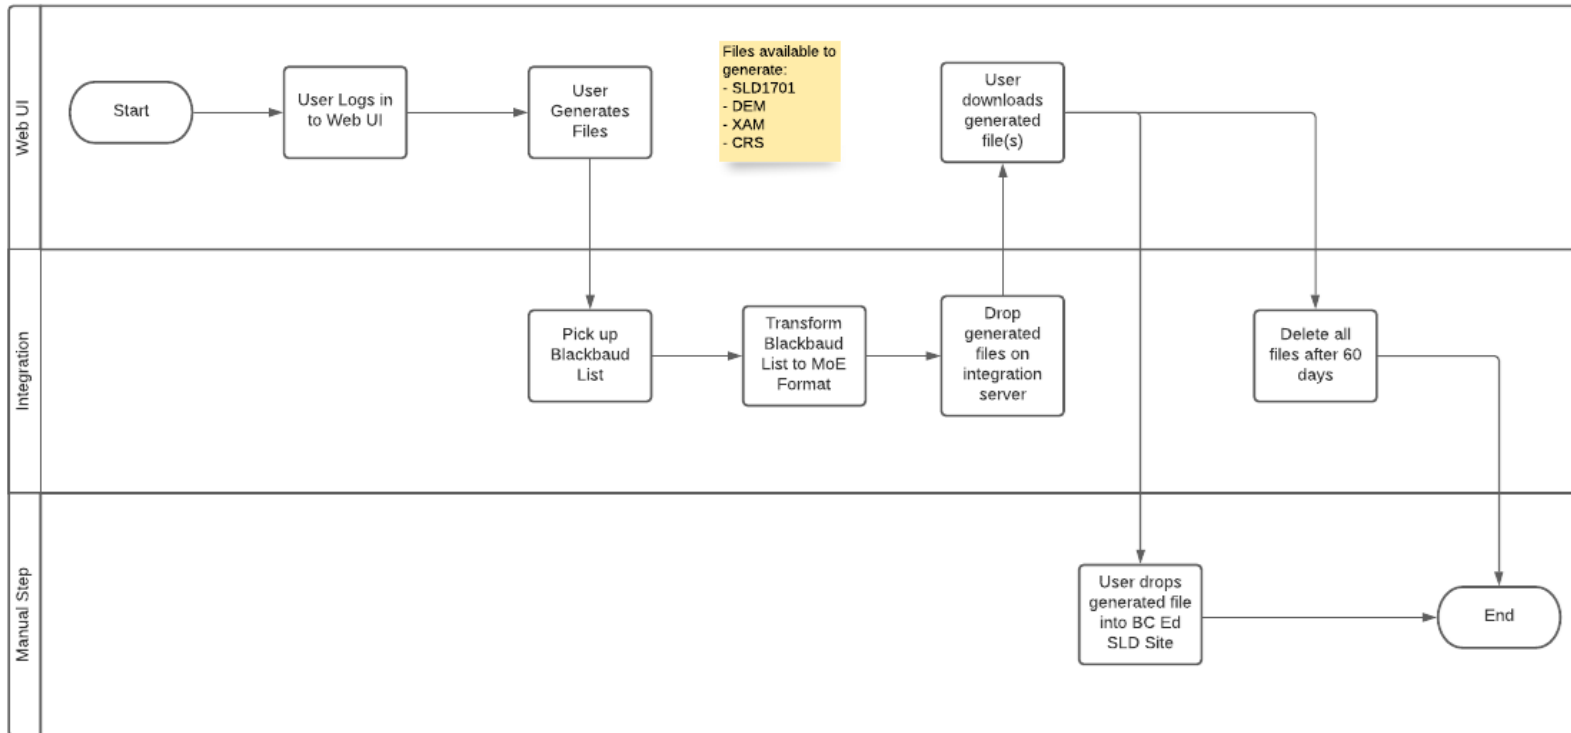 Web UI
Start
User Logs in
to Web UI
User
Generates
Files
Files available to
generate:
- SLD1701
- DEM
- XAM
- CRS
User
downloads
generated
file(s)
Integration
Pick up
Blackbaud
List
Transform
Blackbaud
List to MoE
Format
Drop
generated
files on
integration
server
Delete all
files after 60
days
Manual Step
User drops
generated file
into BC Ed
SLD Site
End